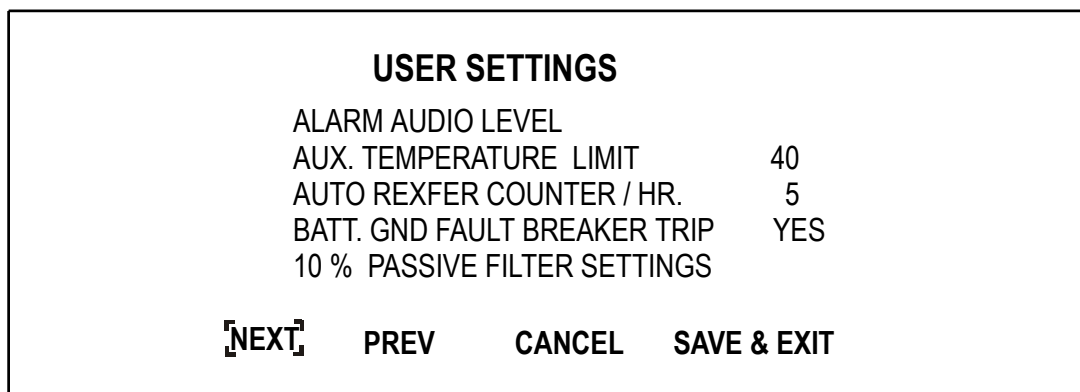 USER SETTINGS
ALARM AUDIO LEVEL
AUX. TEMPERATURE LIMIT 40
AUTO REXFER COUNTER / HR. 5
BATT. GND FAULT BREAKER TRIP YES
10 % PASSIVE FILTER SETTINGS
NEXT PREV CANCEL SAVE & EXIT